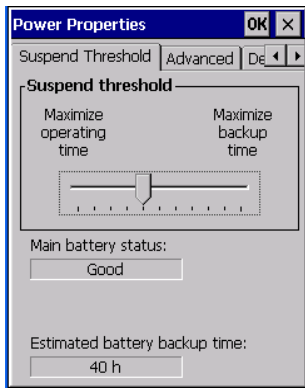 Power Properties OK ×
Suspend Threshold Advanced De
Suspend threshold
Maximize operating time
Maximize backup time
Main battery status:
Good
Estimated battery backup time:
40 h